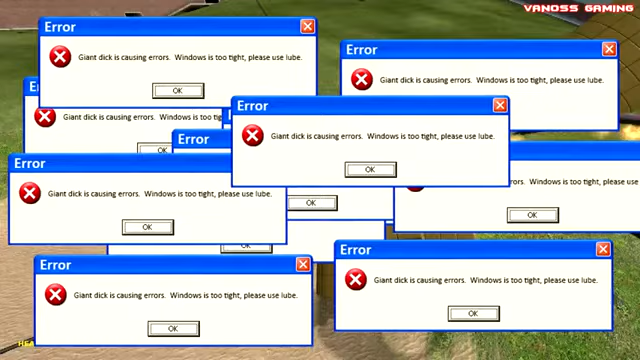 VANOSS GAMING
Error
Giant dick is causing errors. Windows is too tight, please use lube.
OK
Error
Giant dick is causing errors. Windows is too tight, please use lube.
E
Giant dick is causing errors. Windows is too tig
OK
Error
Giant dick is causing errors. Windows is too tight, please use lube.
OK
Error
Error
Giant dick is causing errors. Windows is too tight, please use lube.
OK
rors. Windows is too tight, please use lube.
OK
OK
OK
Error
Giant dick is causing errors. Windows is too tight, please use lube.
OK
Error
Giant dick is causing errors. Windows is too tight, please use lube.
OK